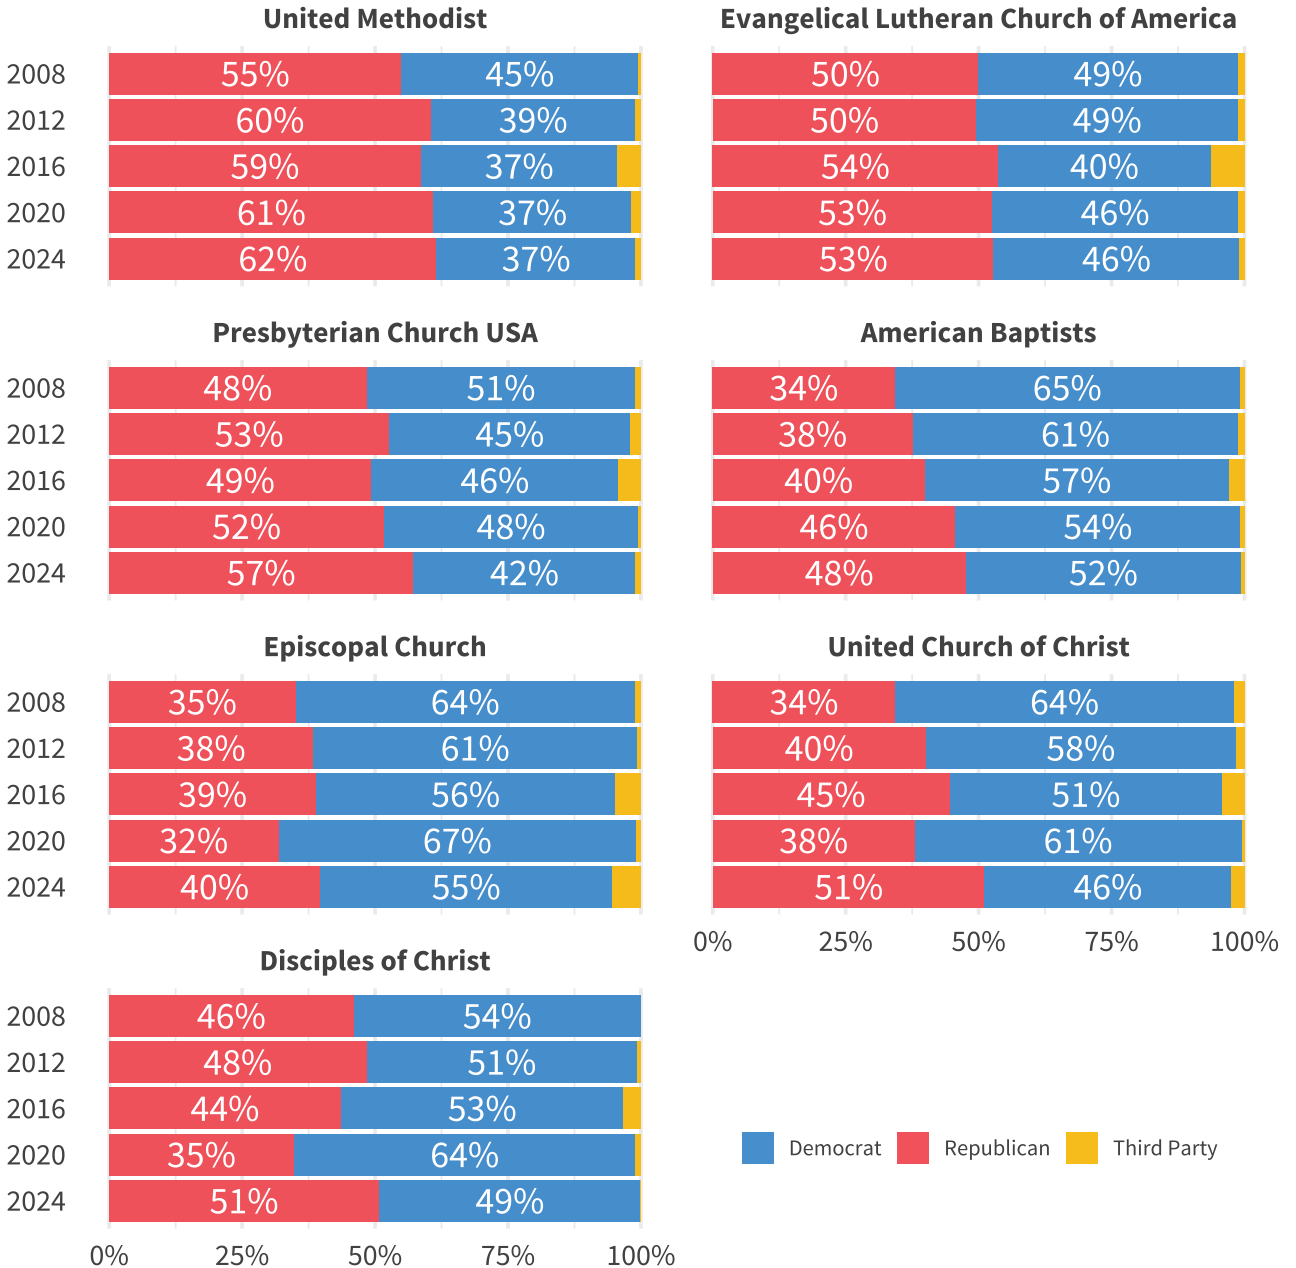 United Methodist
2008 55% 45%
2012 60% 39%
2016 59% 37%
2020 61% 37%
2024 62% 37%
Evangelical Lutheran Church of America
50% 49%
50% 49%
54% 40%
53% 46%
53% 46%
Presbyterian Church USA
2008 48% 51%
2012 53% 45%
2016 49% 46%
2020 52% 48%
2024 57% 42%
American Baptists
34% 65%
38% 61%
40% 57%
46% 54%
48% 52%
Episcopal Church
2008 35% 64%
2012 38% 61%
2016 39% 56%
2020 32% 67%
2024 40% 55%
United Church of Christ
34% 64%
40% 58%
45% 51%
38% 61%
51% 46%
0% 25% 50% 75% 100%
Disciples of Christ
2008 46% 54%
2012 48% 51%
2016 44% 53%
2020 35% 64%
2024 51% 49%
0% 25% 50% 75% 100%
Democrat Republican Third Party